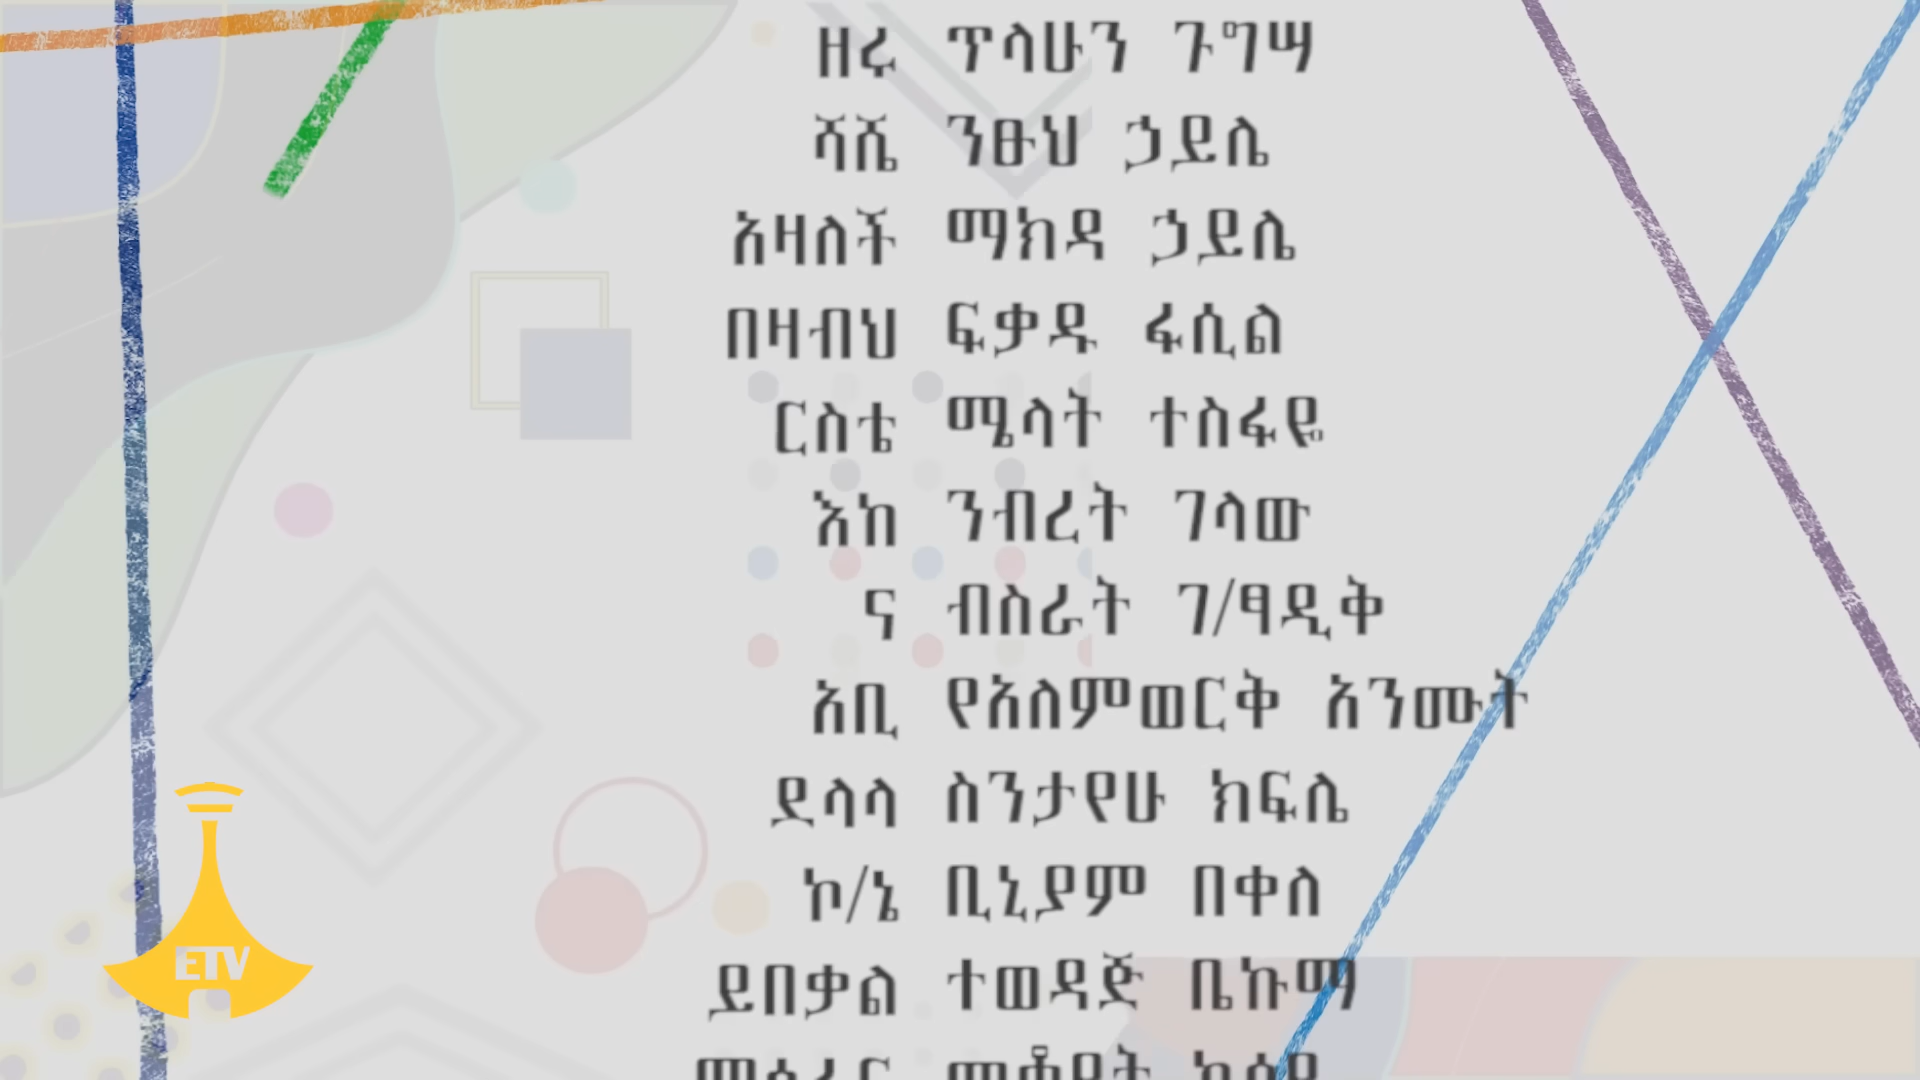 ዘሩ ጥላሁን ጉግሣ
ሻሼ ንፁህ ኃይሌ
አዛለች ማክዳ ኃይሌ
በዛብህ ፍቃዱ ፋሲል
ርስቴ ሜላት ተስፋዬ
እከ ንብረት ገላው
ና ብስራት ገ/ፃዲቅ
አቢ የአለምወርቅ አንሙት
ደላላ ስንታየሁ ክፍሌ
ኮ/ኔ ቢኒያም በቀለ
ይበቃል ተወዳጅ ቤኩማ
ETV